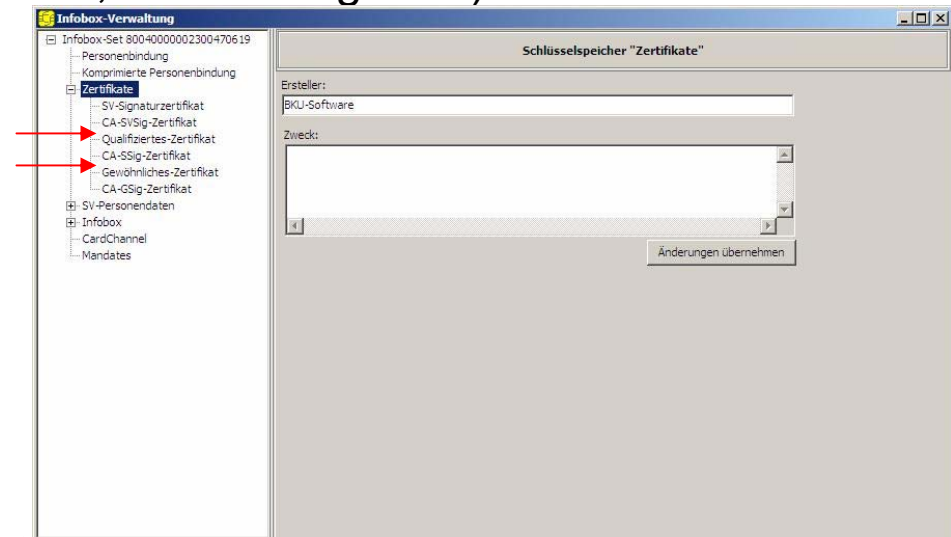 Infobox-Verwaltung
Infobox-Set 80040000002300470619
Personenbindung
Komprimierte Personenbindung
Zertifikate
SV-Signaturzertifikat
CA-SVSig-Zertifikat
Qualifiziertes-Zertifikat
CA-SSig-Zertifikat
Gewöhnliches-Zertifikat
CA-GSig-Zertifikat
SV-Personendaten
Infobox
CardChannel
Mandates
Schlüsselspeicher "Zertifikate"
Ersteller:
BKU-Software
Zweck:
Änderungen übernehmen